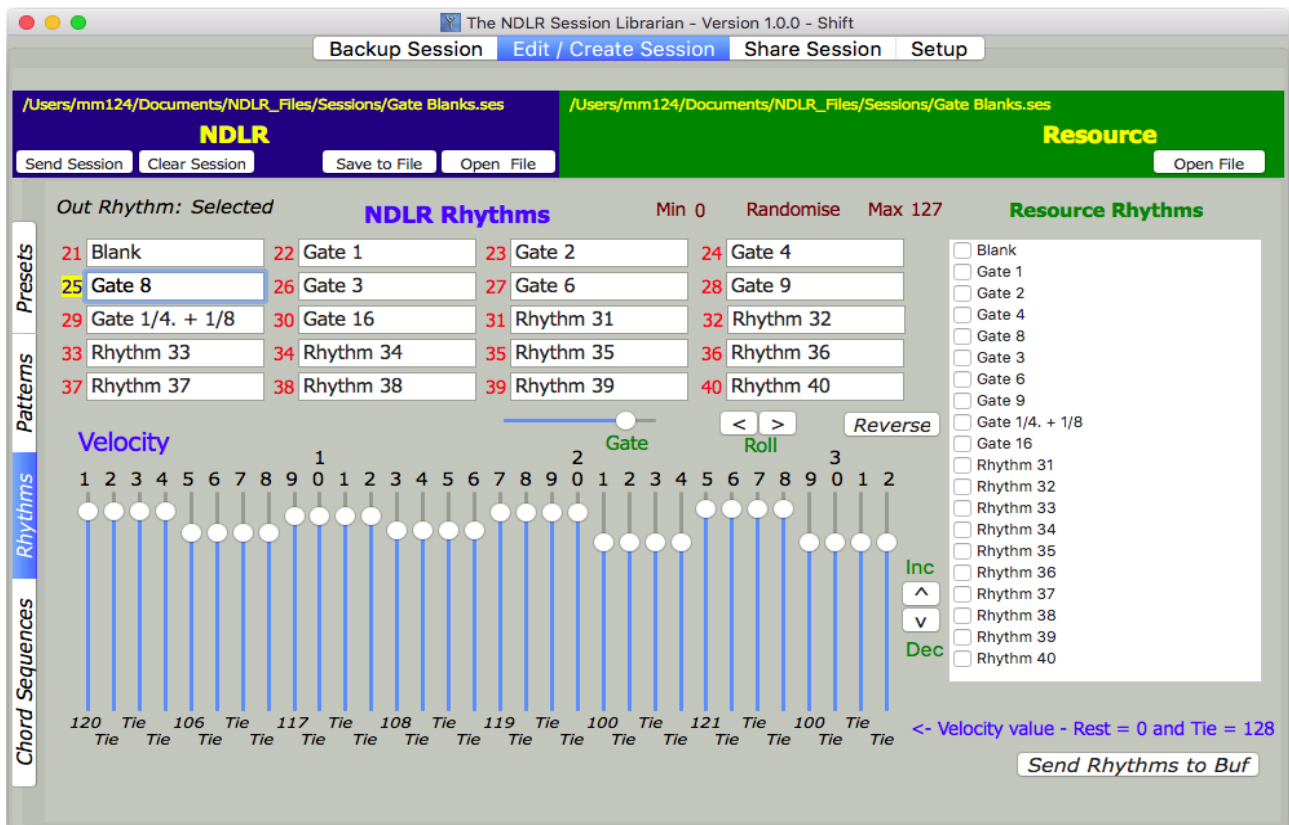 The NDLR Session Librarian - Version 1.0.0 - Shift
Backup Session Edit / Create Session Share Session Setup
/Users/mm124/Documents/NDLR_Files/Sessions/Gate Blanks.ses /Users/mm124/Documents/NDLR_Files/Sessions/Gate Blanks.ses
NDLR Resource
Send Session Clear Session Save to File Open File Open File
Out Rhythm: Selected NDLR Rhythms Min 0 Randomise Max 127 Resource Rhythms
Presets
Patterns
Rhythms
Chord Sequences
21 Blank 22 Gate 1 23 Gate 2 24 Gate 4
25 Gate 8 26 Gate 3 27 Gate 6 28 Gate 9
29 Gate 1/4. + 1/8 30 Gate 16 31 Rhythm 31 32 Rhythm 32
33 Rhythm 33 34 Rhythm 34 35 Rhythm 35 36 Rhythm 36
37 Rhythm 37 38 Rhythm 38 39 Rhythm 39 40 Rhythm 40
Blank
Gate 1
Gate 2
Gate 4
Gate 8
Gate 3
Gate 6
Gate 9
Gate 1/4. + 1/8
Gate 16
Rhythm 31
Rhythm 32
Rhythm 33
Rhythm 34
Rhythm 35
Rhythm 36
Rhythm 37
Rhythm 38
Rhythm 39
Rhythm 40
< > Reverse
Velocity Gate Roll
1 2 3
1 2 3 4 5 6 7 8 9 0 1 2 3 4 5 6 7 8 9 0 1 2 3 4 5 6 7 8 9 0 1 2
Inc
^
v
Dec
120 Tie 106 Tie 117 Tie 108 Tie 119 Tie 100 Tie 121 Tie 100 Tie
Tie Tie Tie Tie Tie Tie Tie Tie Tie Tie Tie Tie Tie Tie Tie Tie
<- Velocity value - Rest = 0 and Tie = 128
Send Rhythms to Buf